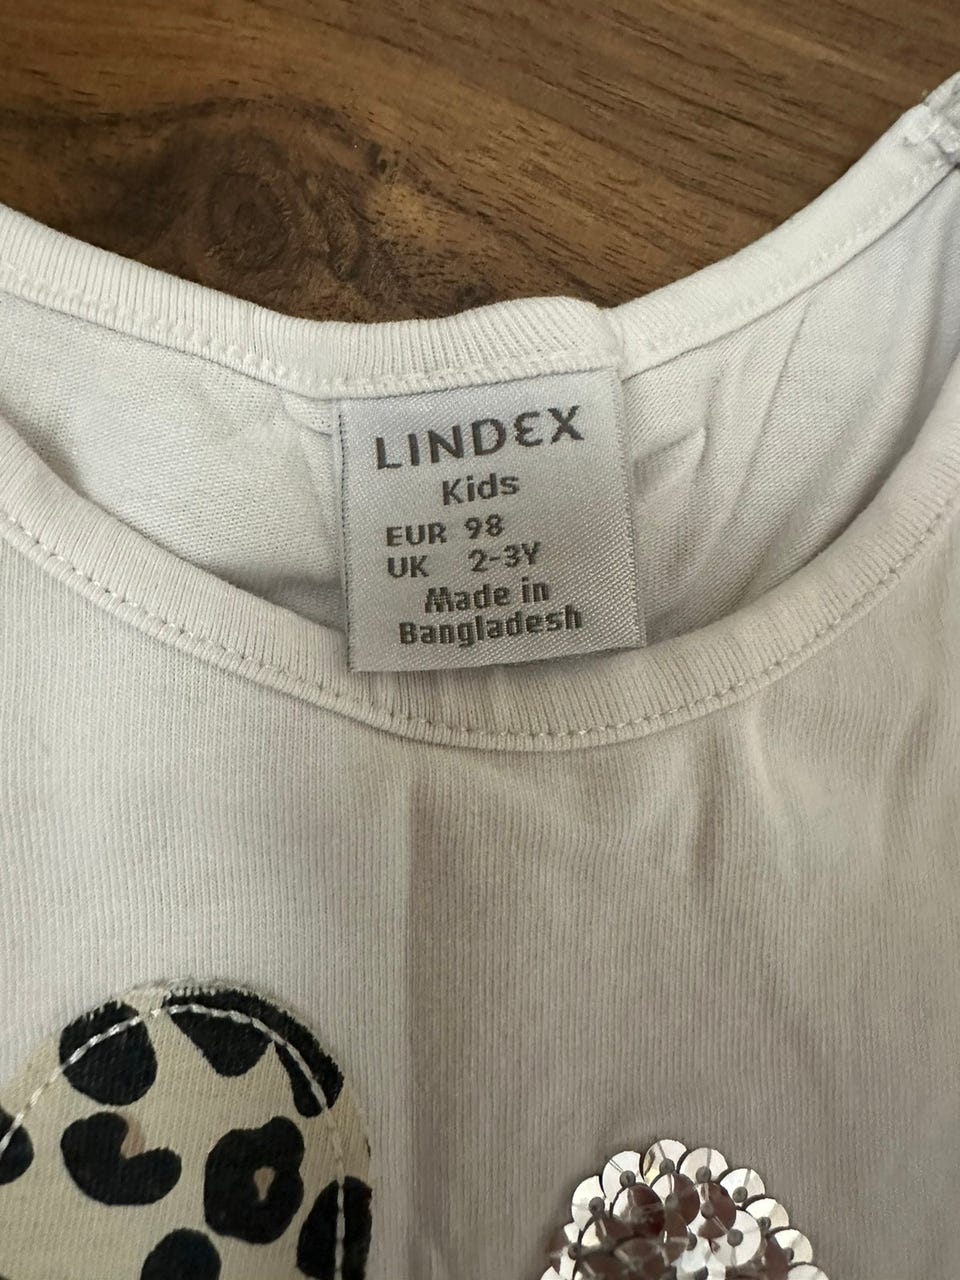 LINDEX
Kids
EUR 98
UK 2-3Y
Made in
Bangladesh